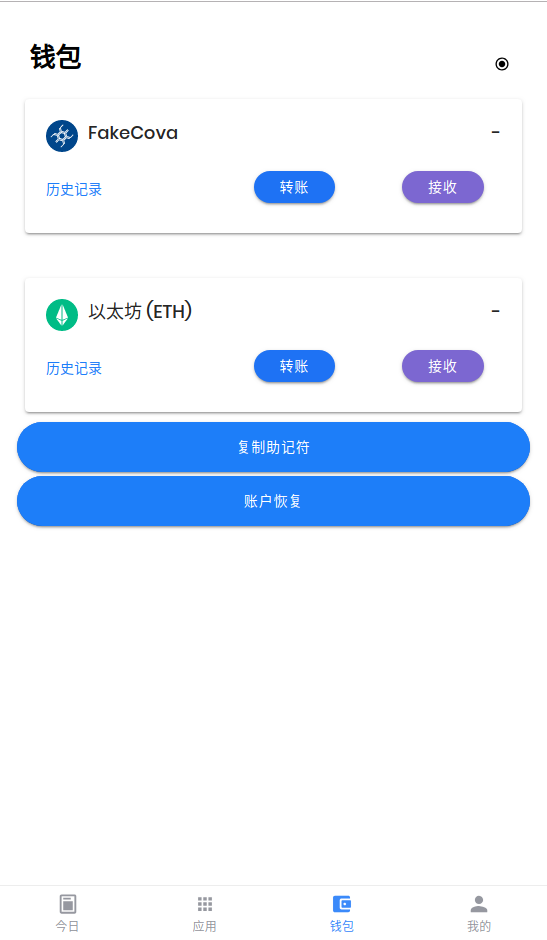 钱包
FakeCova -
历史记录 转账 接收
以太坊 (ETH) -
历史记录 转账 接收
复制助记符
账户恢复
今日 应用 钱包 我的